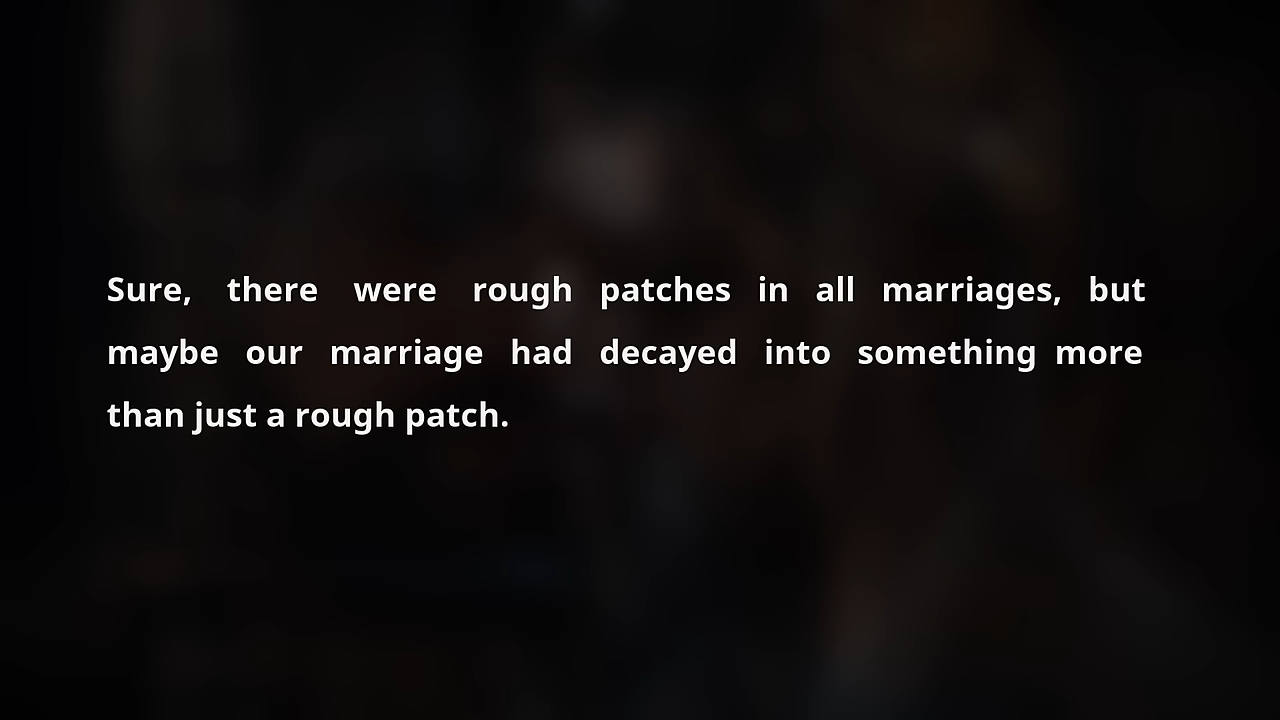 Sure, there were rough patches in all marriages, but
maybe our marriage had decayed into something more
than just a rough patch.